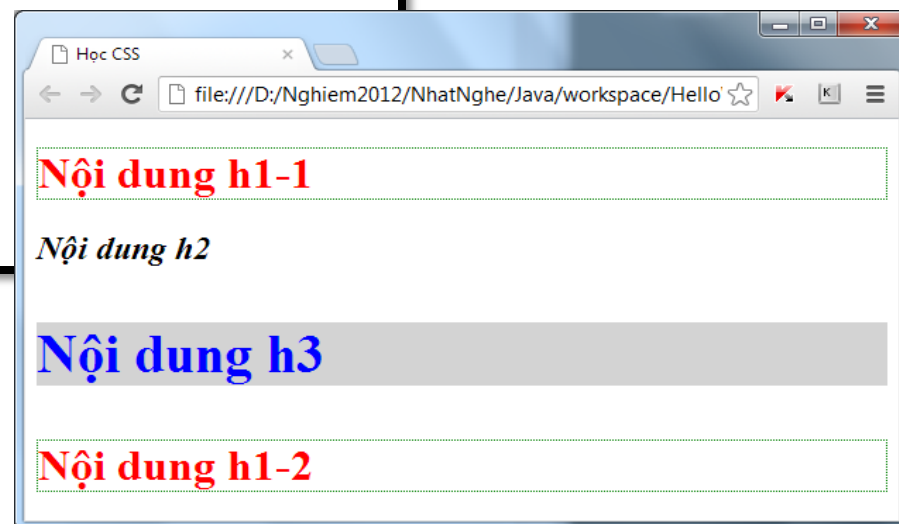 Học CSS
file:///D:/Nghiem2012/NhatNghe/Java/workspace/Hello
Nội dung h1-1
Nội dung h2
Nội dung h3
Nội dung h1-2